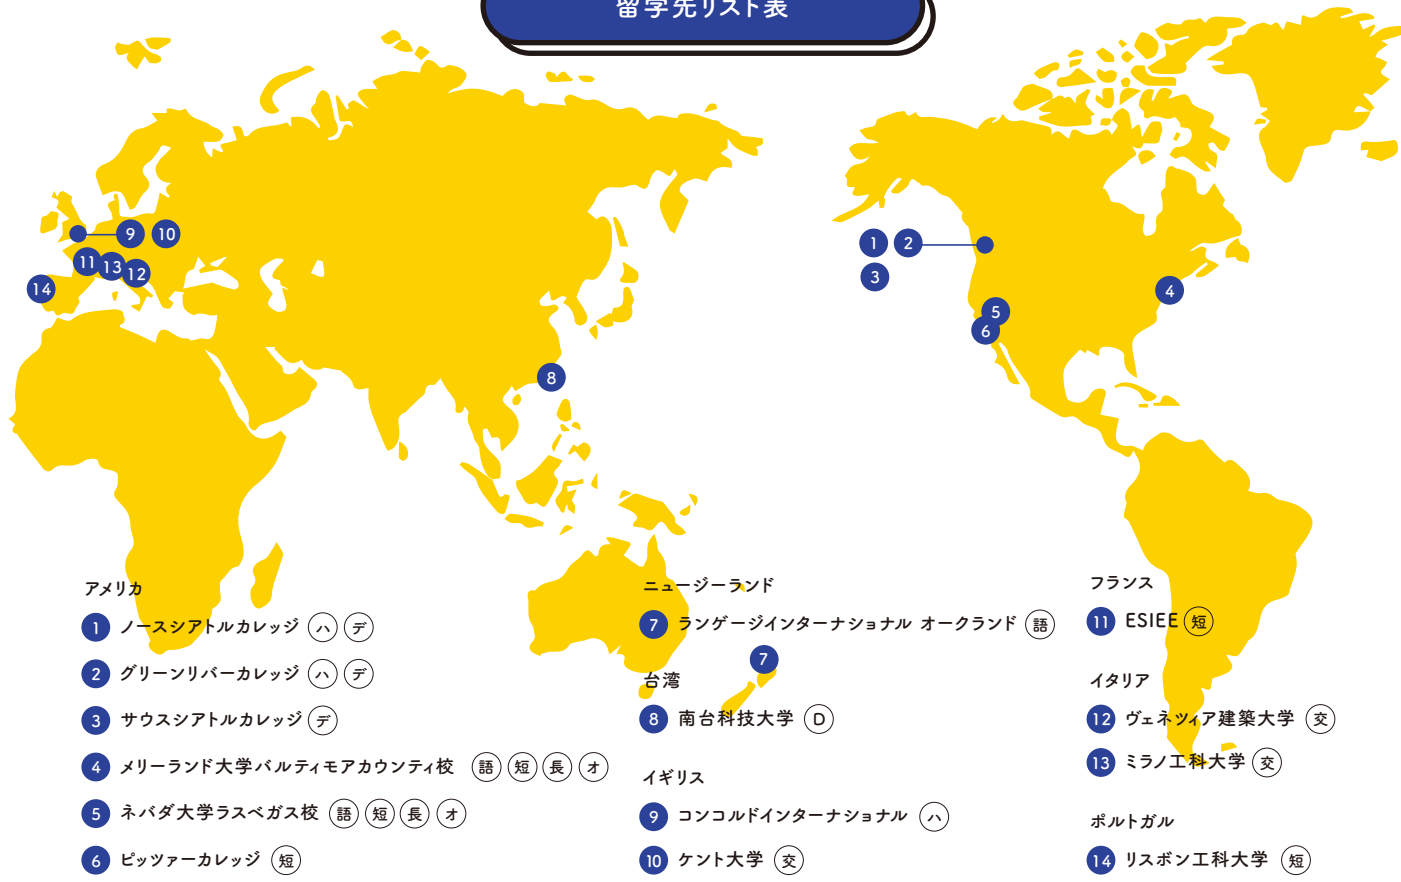 留学先リスト表
9 10
11 13 12
14
1 2
3
4
5
6
8
7
アメリカ
1 ノースシアトルカレッジ ハ デ
2 グリーンリバーカレッジ ハ デ
3 サウスシアトルカレッジ デ
4 メリーランド大学バルティモアカウンティ校 語 短 長 オ
5 ネバダ大学ラスベガス校 語 短 長 オ
6 ピッツァーカレッジ 短
ニュージーランド
7 ランゲージインターナショナル オークランド 語
台湾
8 南台科技大学 D
イギリス
9 コンコルドインターナショナル ハ
10 ケント大学 交
フランス
11 ESIEE 短
イタリア
12 ヴェネツィア建築大学 交
13 ミラノ工科大学 交
ポルトガル
14 リスボン工科大学 短